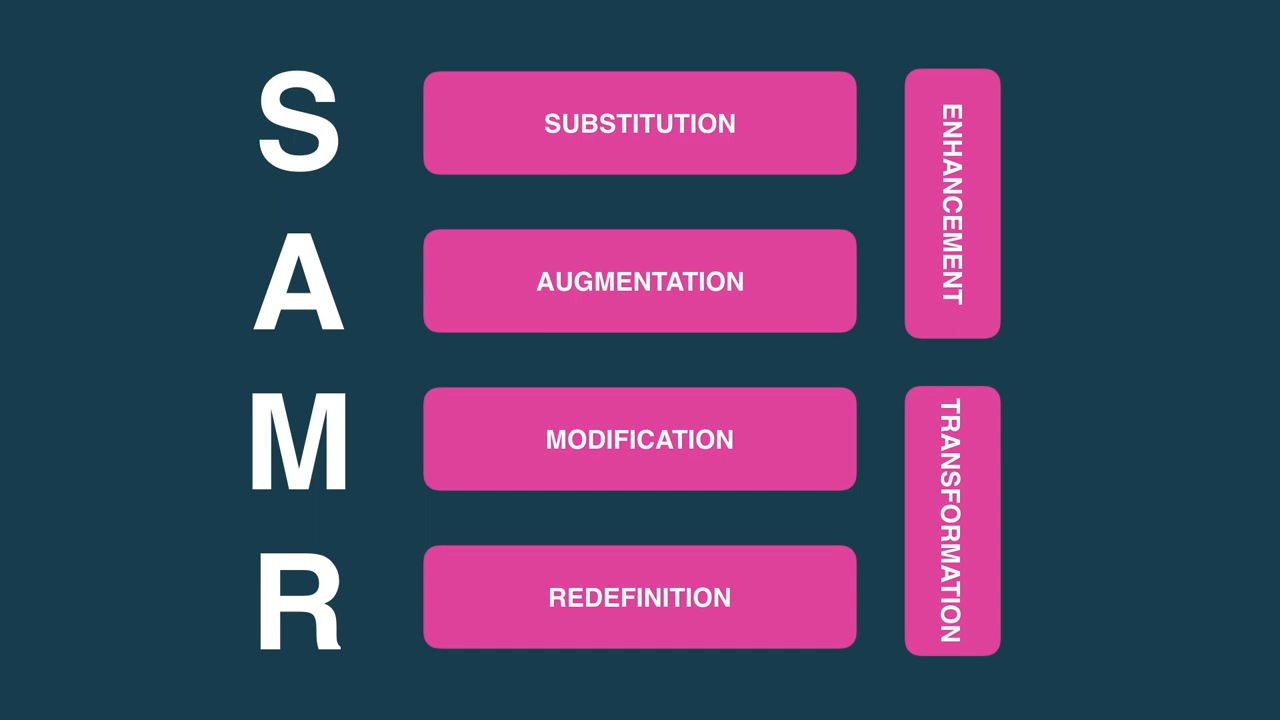 S
SUBSTITUTION
A
AUGMENTATION
ENHANCEMENT
M
MODIFICATION
R
REDEFINITION
TRANSFORMATION